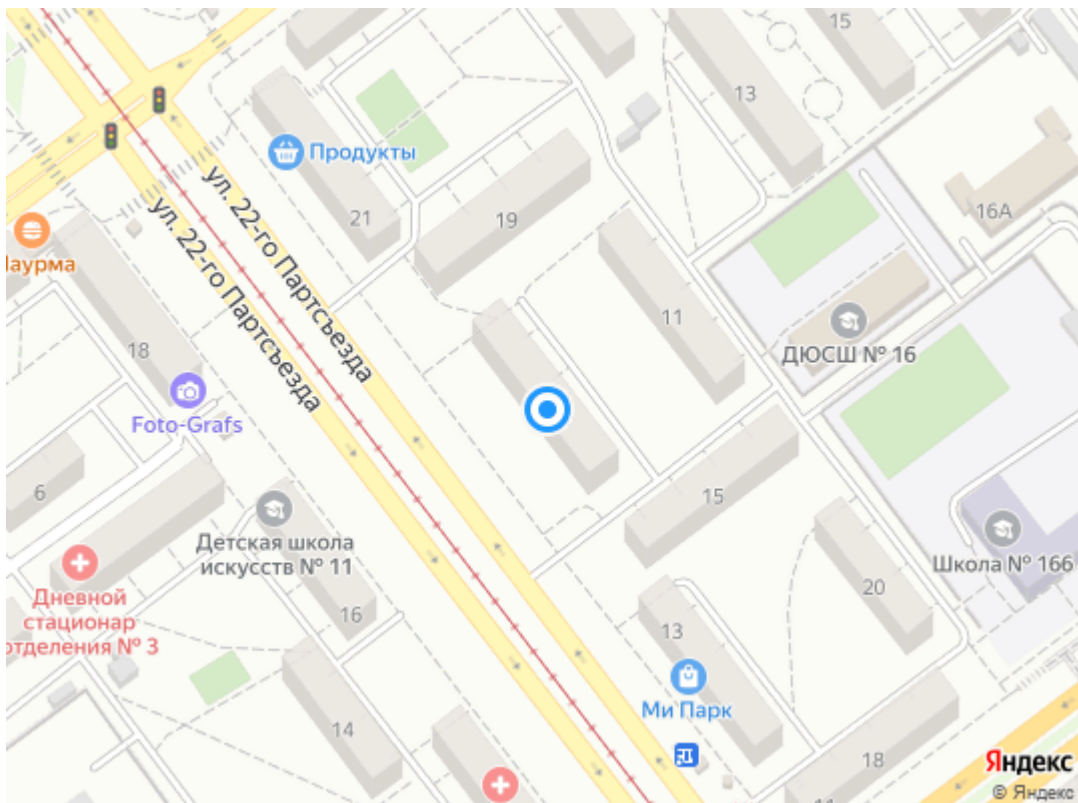 15
13
Продукты
16А
ул. 22-го Партсъезда
ул. 22-го Партсъезда
21
19
11
18
ДЮСШ № 16
Foto-Grafs
6
15
Детская школа
искусств № 11
Дневной
стационар
отделения № 3
16
Школа № 166
20
13
Ми Парк
14
18
Яндекс
© Яндекс